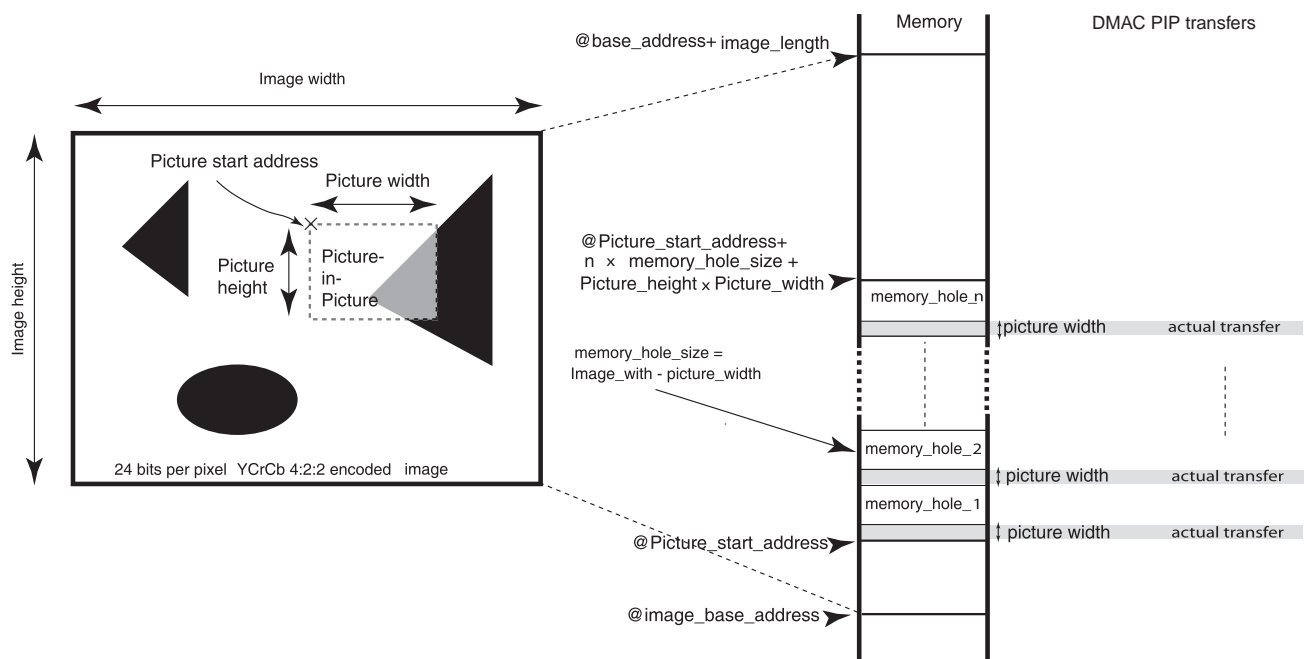 Memory
DMAC PIP transfers
@base_address+ image_length
Image width
Picture start address
Picture width
Picture
height
Picture-
in-
Picture
Image height
24 bits per pixel YCrCb 4:2:2 encoded image
@Picture_start_address+
n x memory_hole_size +
Picture_height x Picture_width
memory_hole_n
picture width actual transfer
memory_hole_size =
Image_with - picture_width
memory_hole_2
picture width actual transfer
memory_hole_1
picture width actual transfer
@Picture_start_address
@image_base_address